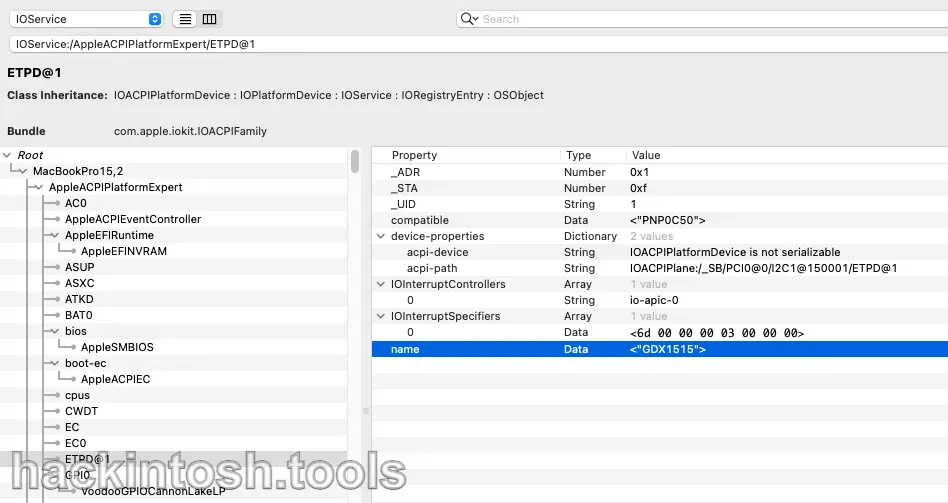 IOService
Search
IOService:/AppleACPIPlatformExpert/ETPD@1
ETPD@1
Class Inheritance: IOACPIPlatformDevice : IOPlatformDevice : IOService : IORegistryEntry : OSObject
Bundle com.apple.iokit.IOACPIFamily
Root
MacBookPro15,2
AppleACPIPlatformExpert
AC0
AppleACPIEventController
AppleEFIRuntime
AppleEFINVRAM
ASUP
ASXC
ATKD
BAT0
bios
AppleSMBIOS
boot-ec
AppleACPIEC
cpus
CWDT
EC
EC0
ETPD@1
GPI0
VoodooGPIOCannonLakeLP
Property Type Value
_ADR Number 0x1
_STA Number 0xf
_UID String 1
compatible Data <"PNP0C50">
device-properties Dictionary 2 values
acpi-device String IOACPIPlatformDevice is not serializable
acpi-path String IOACPIPlane:/_SB/PCI0@0/I2C1@150001/ETPD@1
IOInterruptControllers Array 1 value
0 String io-apic-0
IOInterruptSpecifiers Array 1 value
0 Data <6d 00 00 00 03 00 00 00>
name Data <"GDX1515">
hackintosh.tools